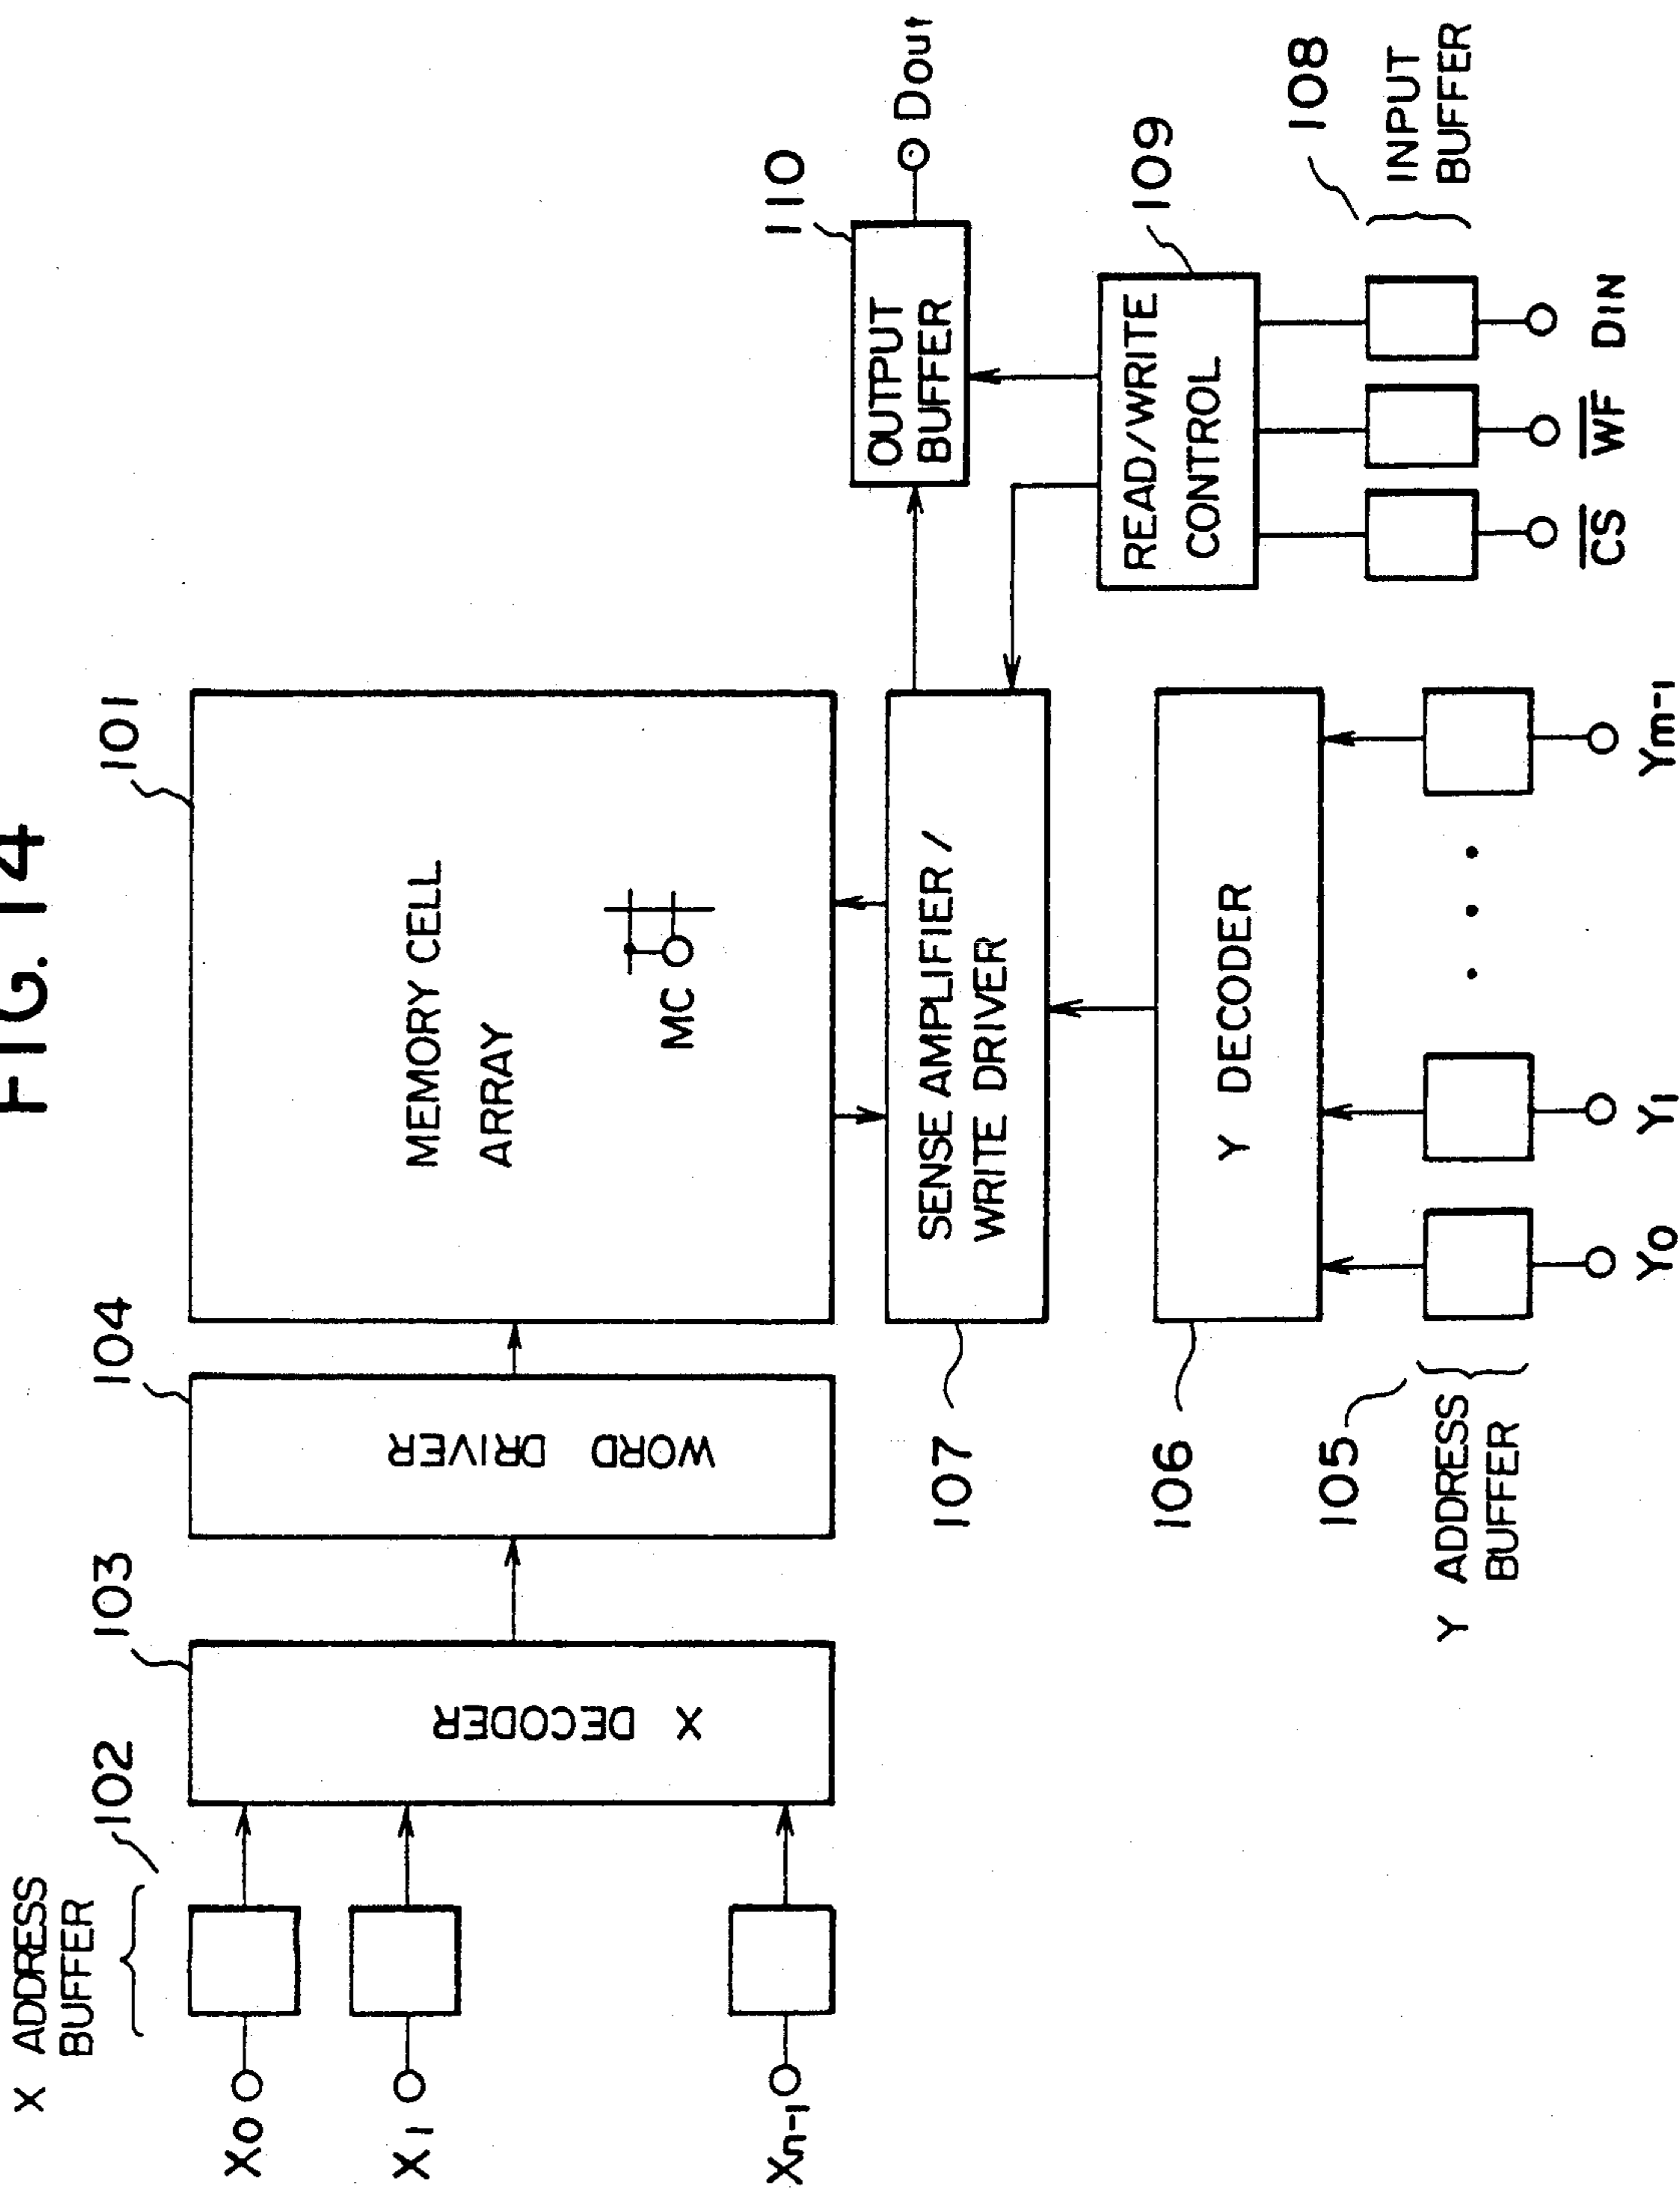 FIG. 14
X ADDRESS
BUFFER
102
103
104
101
X0
X1
Xn-1
X DECODER
WORD DRIVER
MEMORY CELL
ARRAY
MC
107
SENSE AMPLIFIER /
WRITE DRIVER
110
OUTPUT
BUFFER
Dout
106
Y DECODER
109
READ/WRITE
CONTROL
105
Y ADDRESS
BUFFER
108
INPUT
BUFFER
Y0
Y1
Ym-1
CS
WF
DIN